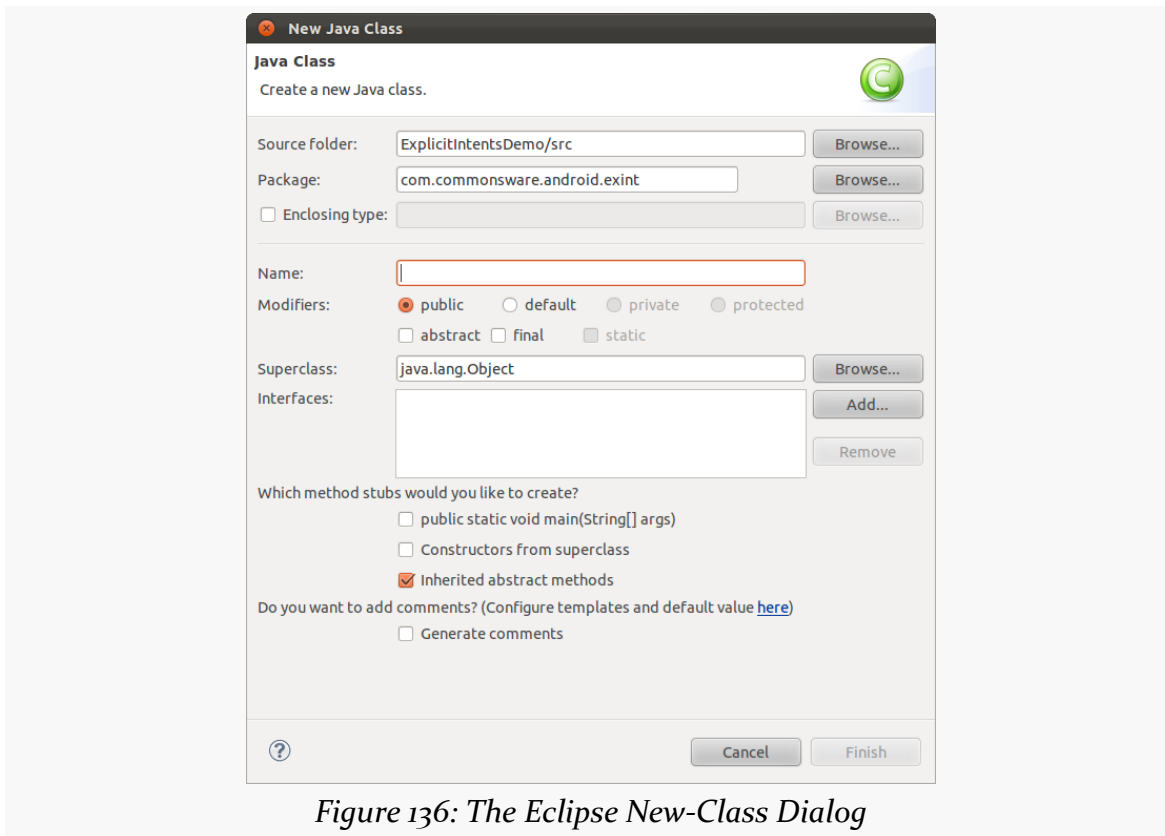 New Java Class
Java Class
Create a new Java class.
C
Source folder: ExplicitIntentsDemo/src Browse...
Package: com.commonsware.android.exint Browse...
Enclosing type: Browse...
Name:
Modifiers: public default private protected
abstract final static
Superclass: java.lang.Object Browse...
Interfaces: Add...
Remove
Which method stubs would you like to create?
public static void main(String[] args)
Constructors from superclass
Inherited abstract methods
Do you want to add comments? (Configure templates and default value here)
Generate comments
? Cancel Finish
Figure 136: The Eclipse New-Class Dialog